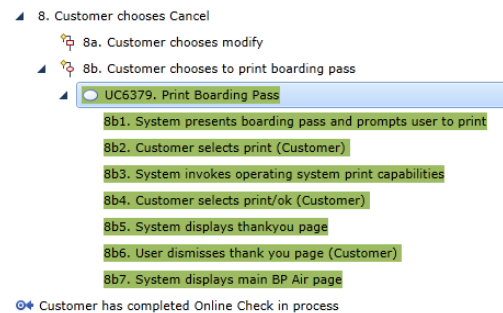 8. Customer chooses Cancel
8a. Customer chooses modify
8b. Customer chooses to print boarding pass
UC6379. Print Boarding Pass
8b1. System presents boarding pass and prompts user to print
8b2. Customer selects print (Customer)
8b3. System invokes operating system print capabilities
8b4. Customer selects print/ok (Customer)
8b5. System displays thankyou page
8b6. User dismisses thank you page (Customer)
8b7. System displays main BP Air page
Customer has completed Online Check in process